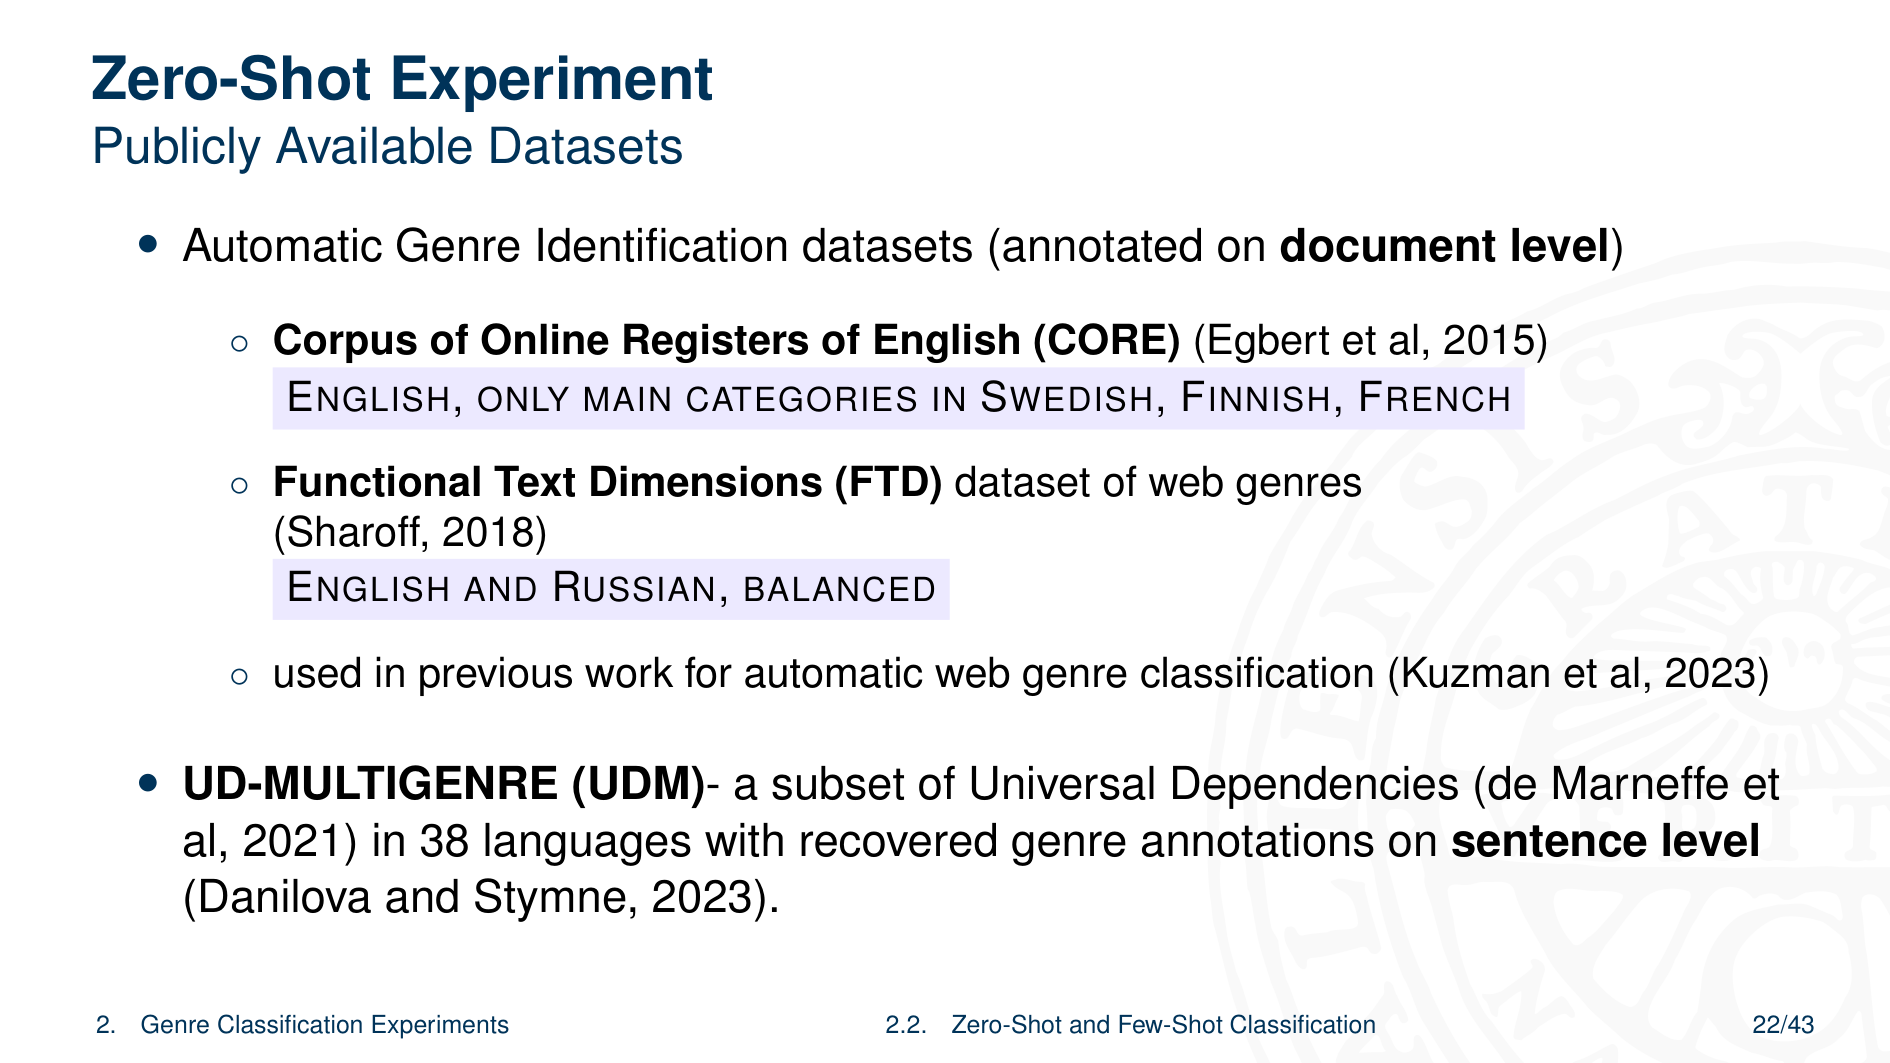 Zero-Shot Experiment
Publicly Available Datasets
• Automatic Genre Identification datasets (annotated on document level)
○ Corpus of Online Registers of English (CORE) (Egbert et al, 2015)
ENGLISH, ONLY MAIN CATEGORIES IN SWEDISH, FINNISH, FRENCH
○ Functional Text Dimensions (FTD) dataset of web genres
(Sharoff, 2018)
ENGLISH AND RUSSIAN, BALANCED
○ used in previous work for automatic web genre classification (Kuzman et al, 2023)
• UD-MULTIGENRE (UDM)- a subset of Universal Dependencies (de Marneffe et
al, 2021) in 38 languages with recovered genre annotations on sentence level
(Danilova and Stymne, 2023).
2. Genre Classification Experiments 2.2. Zero-Shot and Few-Shot Classification 22/43